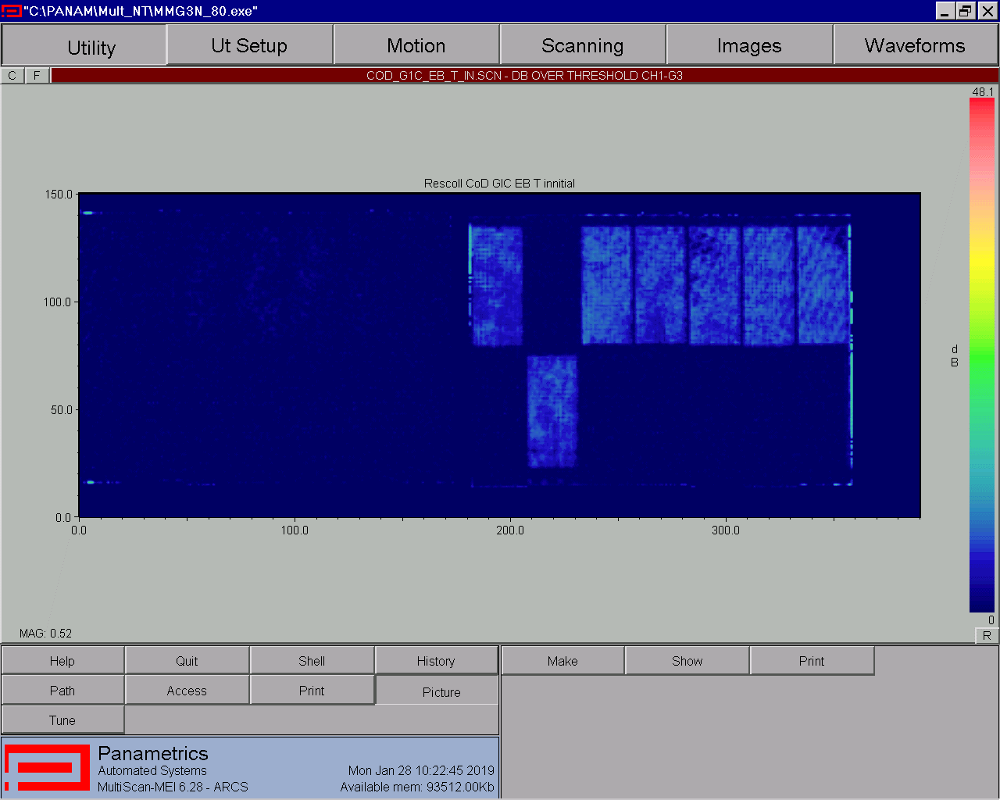 "C:\PANAM\Mult_NT\MMG3N_80.exe"
Utility Ut Setup Motion Scanning Images Waveforms
C F COD_G1C_EB_T_IN.SCN - DB OVER THRESHOLD CH1-G3
48.1
Rescoll CoD GIC EB T innitial
150.0
100.0
50.0
0.0
0.0 100.0 200.0 300.0
d
B
0
MAG: 0.52
R
Help Quit Shell History Make Show Print
Path Access Print Picture
Tune
Panametrics
Automated Systems Mon Jan 28 10:22:45 2019
MultiScan-MEI 6.28 - ARCS Available mem: 93512.00Kb